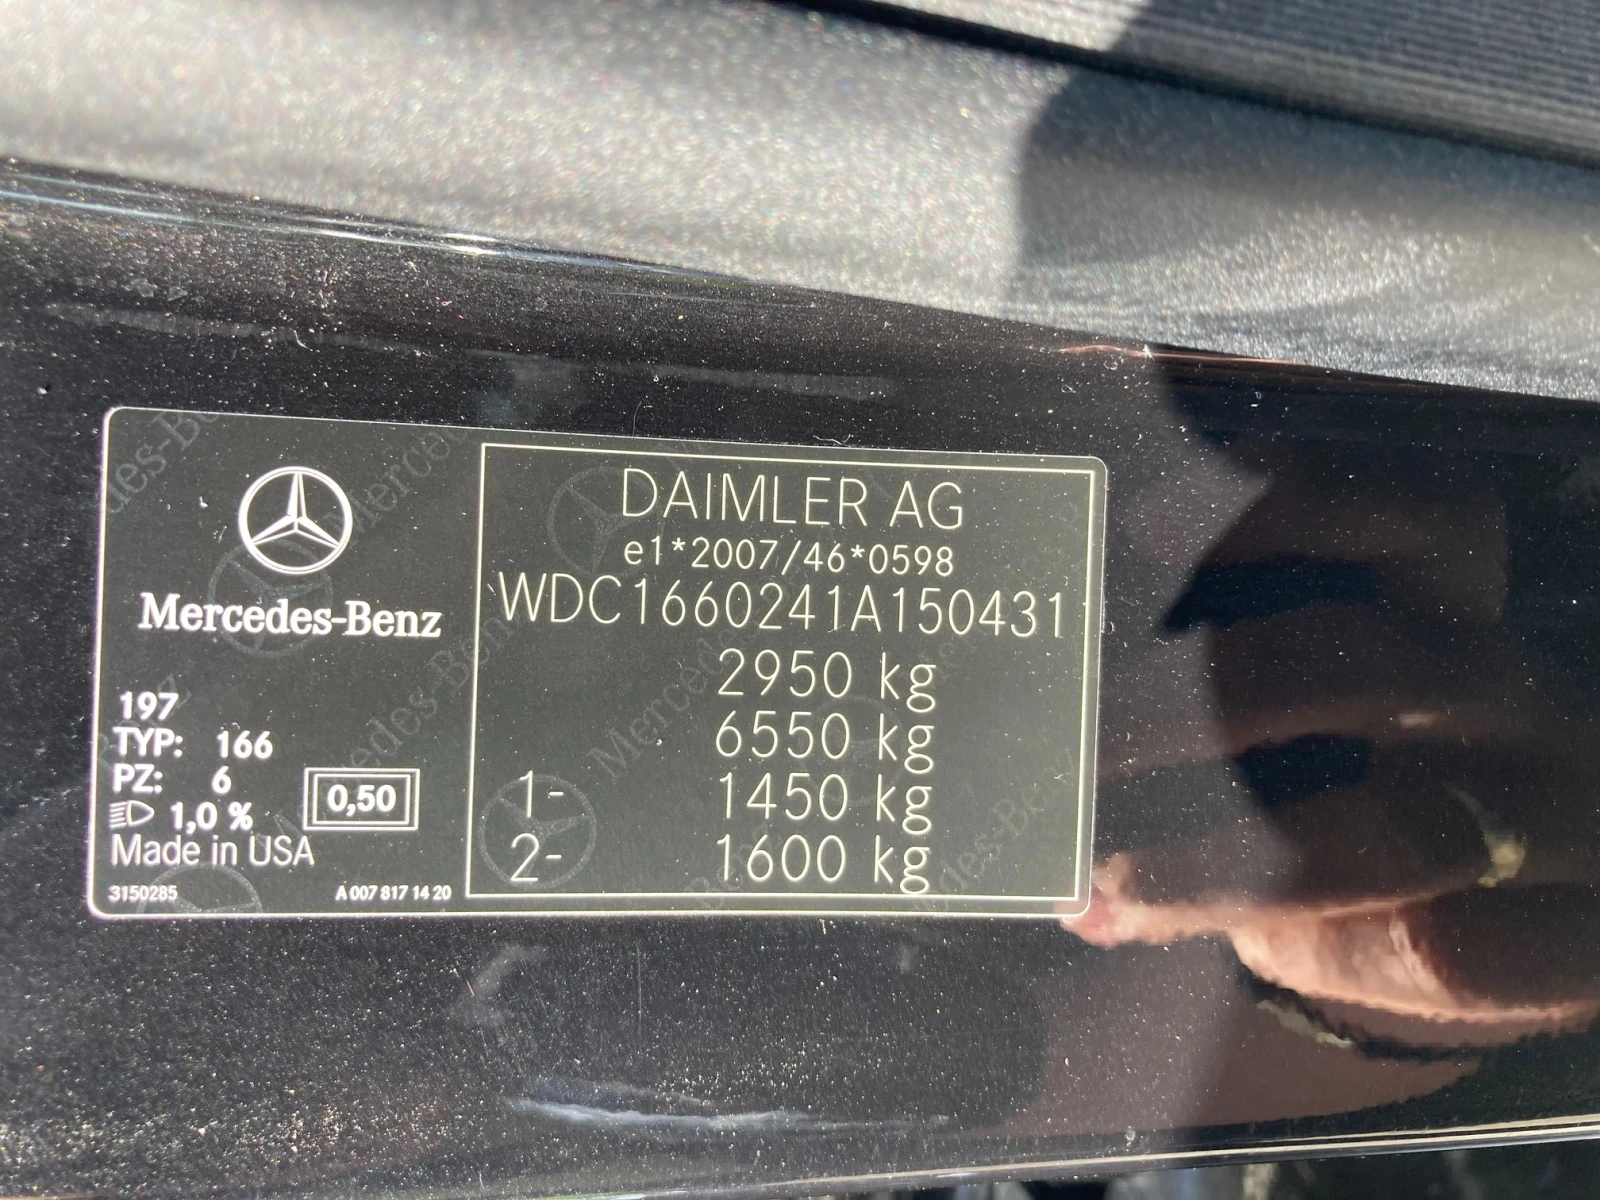 Mercedes-Benz
197
TYP: 166
PZ: 6
1,0 %
0,50
Made in USA
3150285
A 007 817 14 20
DAIMLER AG
e1*2007/46*0598
WDC1660241A150431
2950 kg
6550 kg
1- 1450 kg
2- 1600 kg